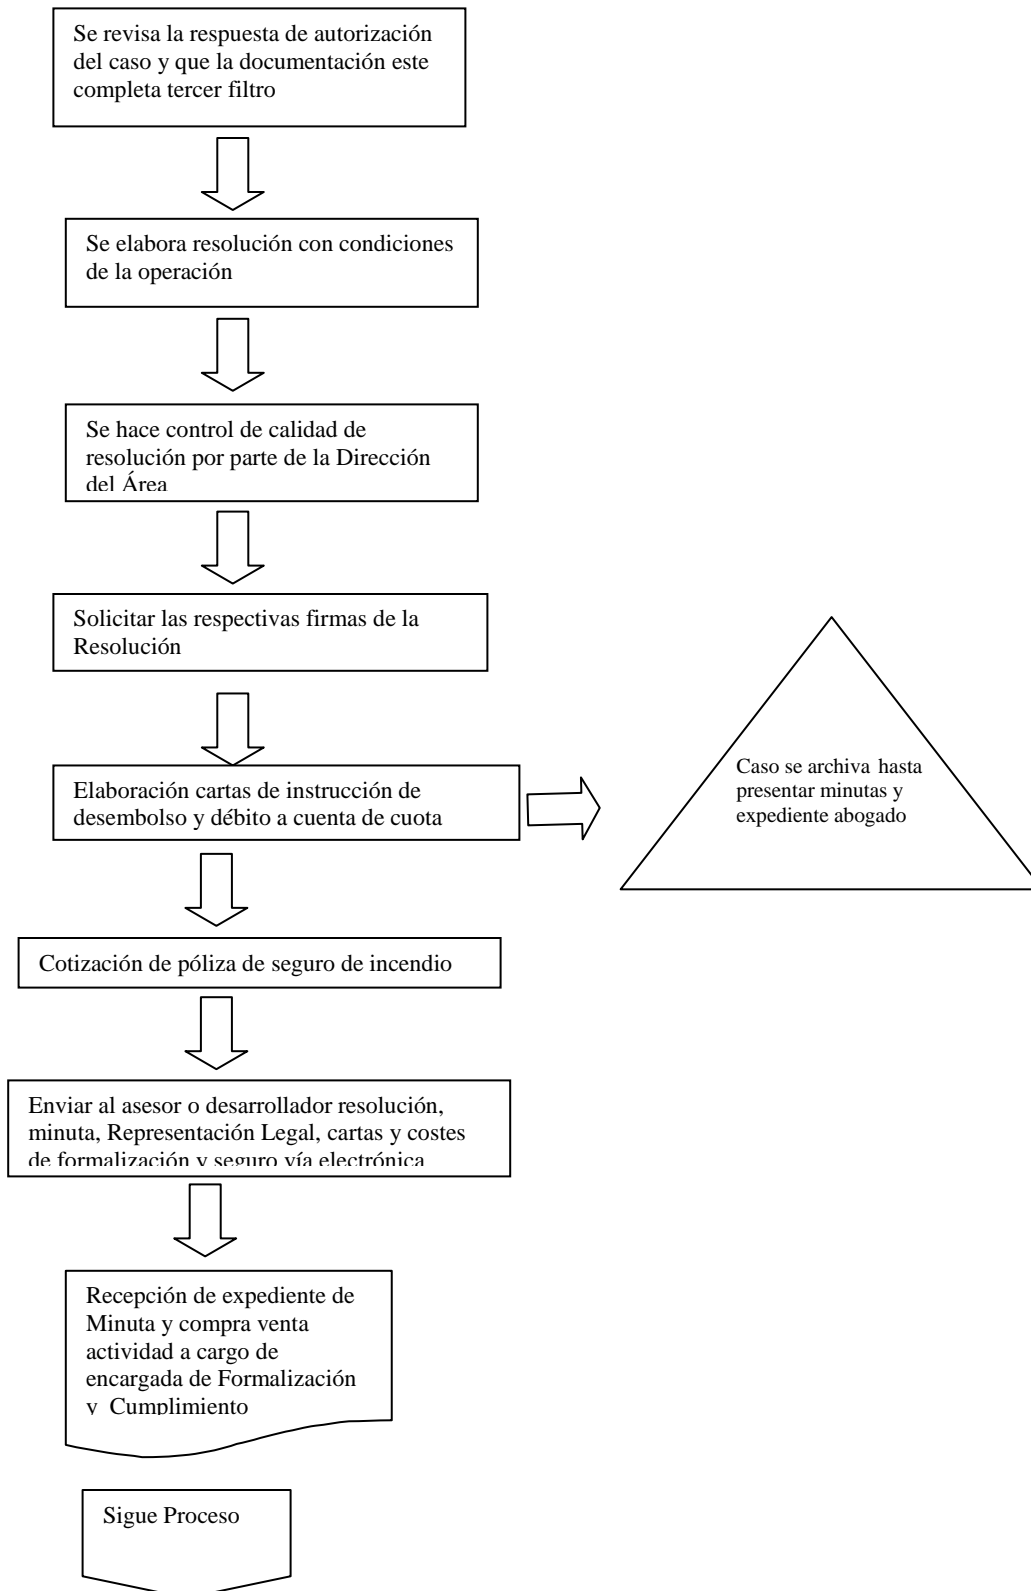 Se revisa la respuesta de autorización
del caso y que la documentación este
completa tercer filtro
Se elabora resolución con condiciones
de la operación
Se hace control de calidad de
resolución por parte de la Dirección
del Área
Solicitar las respectivas firmas de la
Resolución
Elaboración cartas de instrucción de
desembolso y débito a cuenta de cuota
Caso se archiva hasta
presentar minutas y
expediente abogado
Cotización de póliza de seguro de incendio
Enviar al asesor o desarrollador resolución,
minuta, Representación Legal, cartas y costes
de formalización y seguro vía electrónica
Recepción de expediente de
Minuta y compra venta
actividad a cargo de
encargada de Formalización
y Cumplimiento
Sigue Proceso